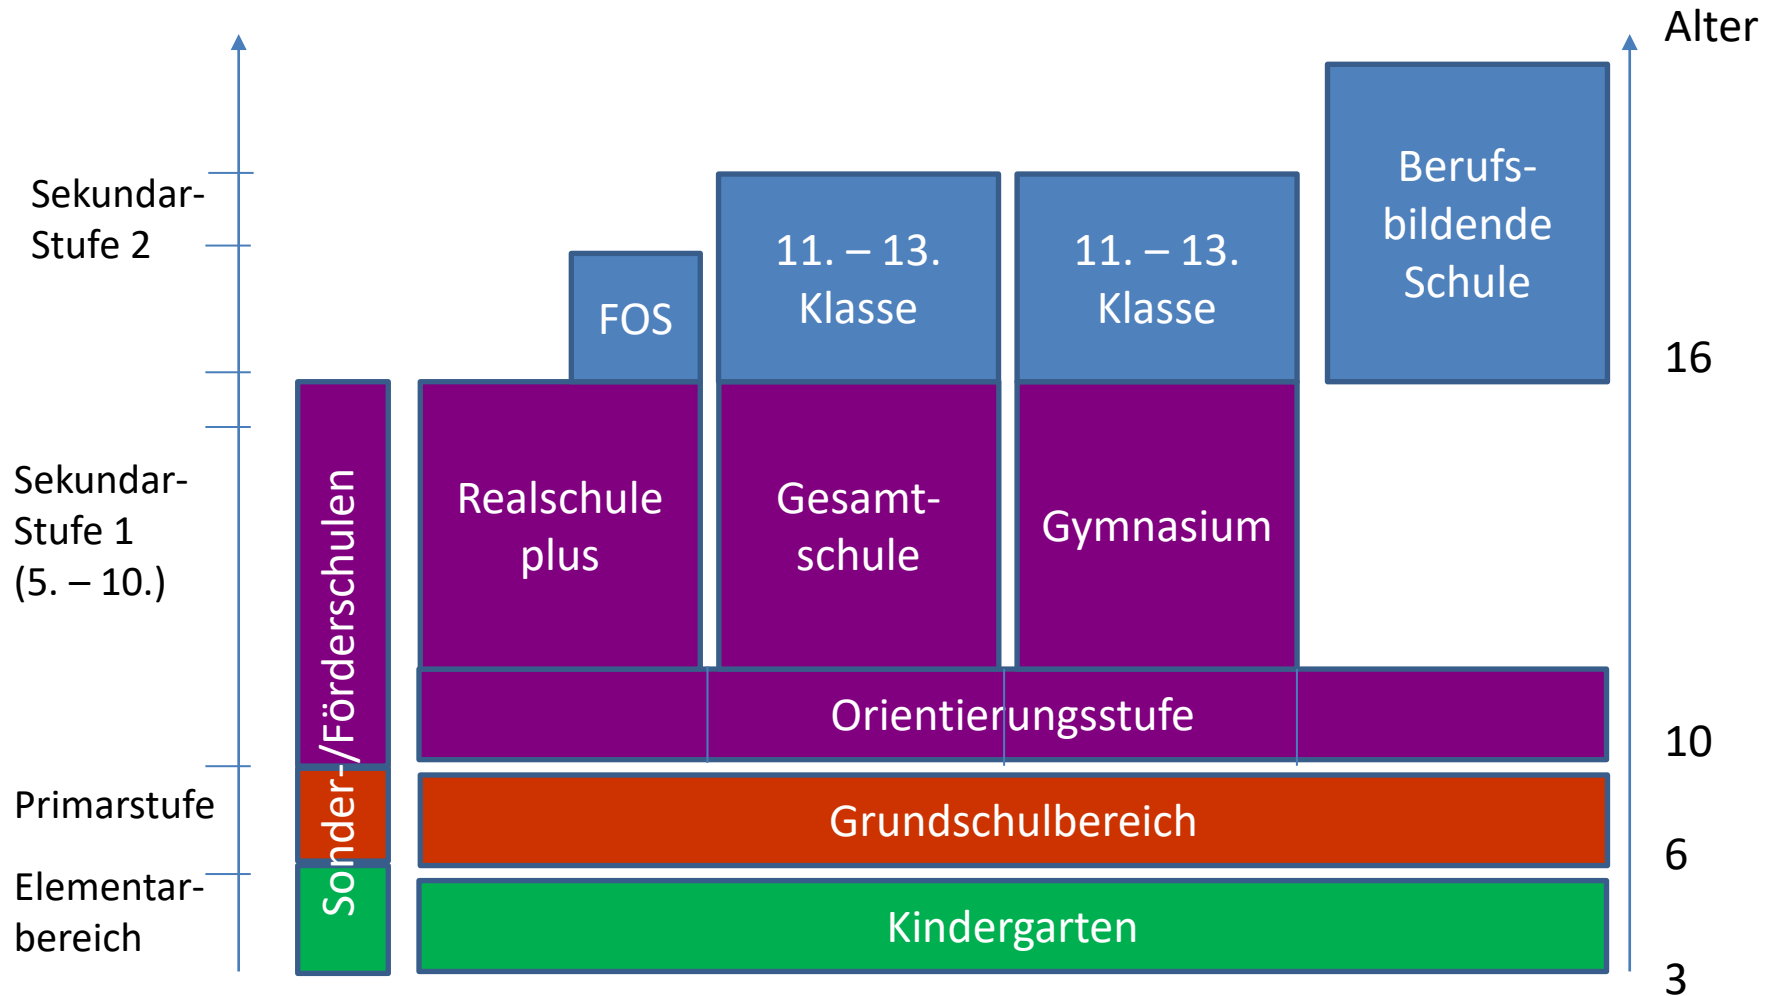 Alter
Sekundar-
Stufe 2
Berufs-
bildende
Schule
11. – 13.
Klasse
11. – 13.
Klasse
FOS
16
Sekundar-
Stufe 1
(5. – 10.)
Sonder-/Förderschulen
Realschule
plus
Gesamt-
schule
Gymnasium
Orientierungsstufe
10
Primarstufe
Grundschulbereich
6
Elementar-
bereich
Kindergarten
3